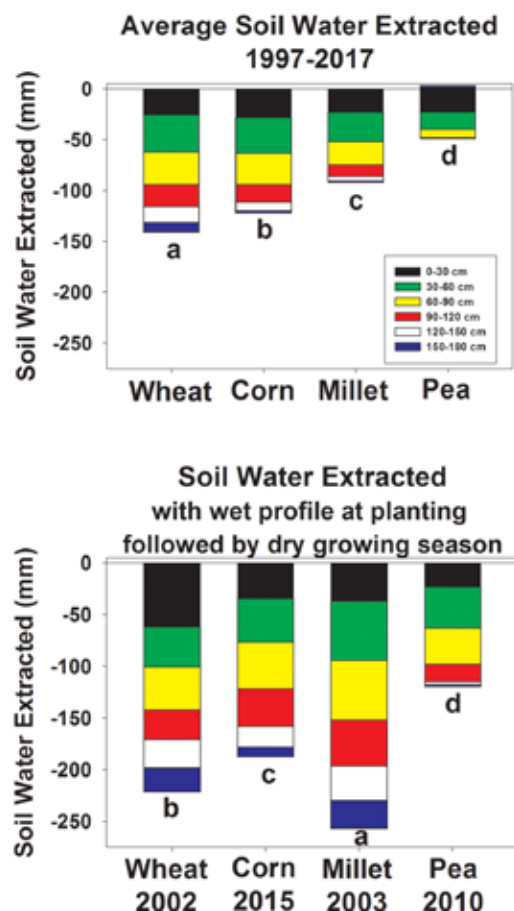 Average Soil Water Extracted
1997-2017
Soil Water Extracted (mm)
0
-50
-100
-150
-200
-250
a
b
c
d
0-30 cm
30-60 cm
60-90 cm
90-120 cm
120-150 cm
150-180 cm
Wheat Corn Millet Pea
Soil Water Extracted
with wet profile at planting
followed by dry growing season
Soil Water Extracted (mm)
0
-50
-100
-150
-200
-250
b
c
a
d
Wheat Corn Millet Pea
2002 2015 2003 2010